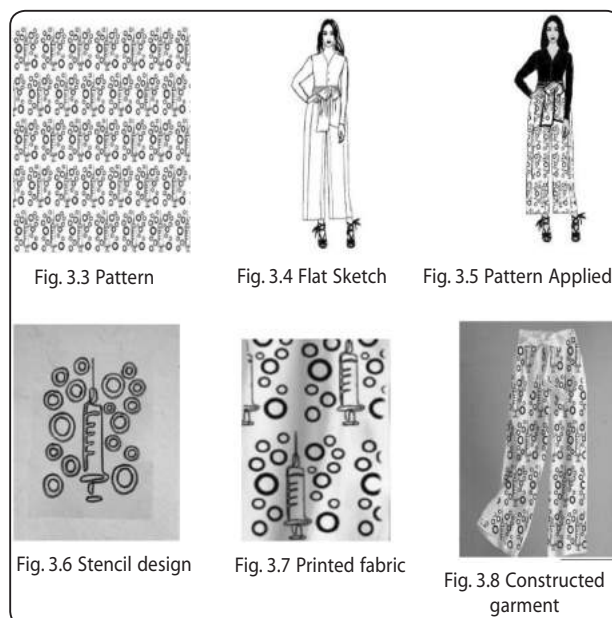 Fig. 3.3 Pattern
Fig. 3.4 Flat Sketch
Fig. 3.5 Pattern Applied
Fig. 3.6 Stencil design
Fig. 3.7 Printed fabric
Fig. 3.8 Constructed
garment